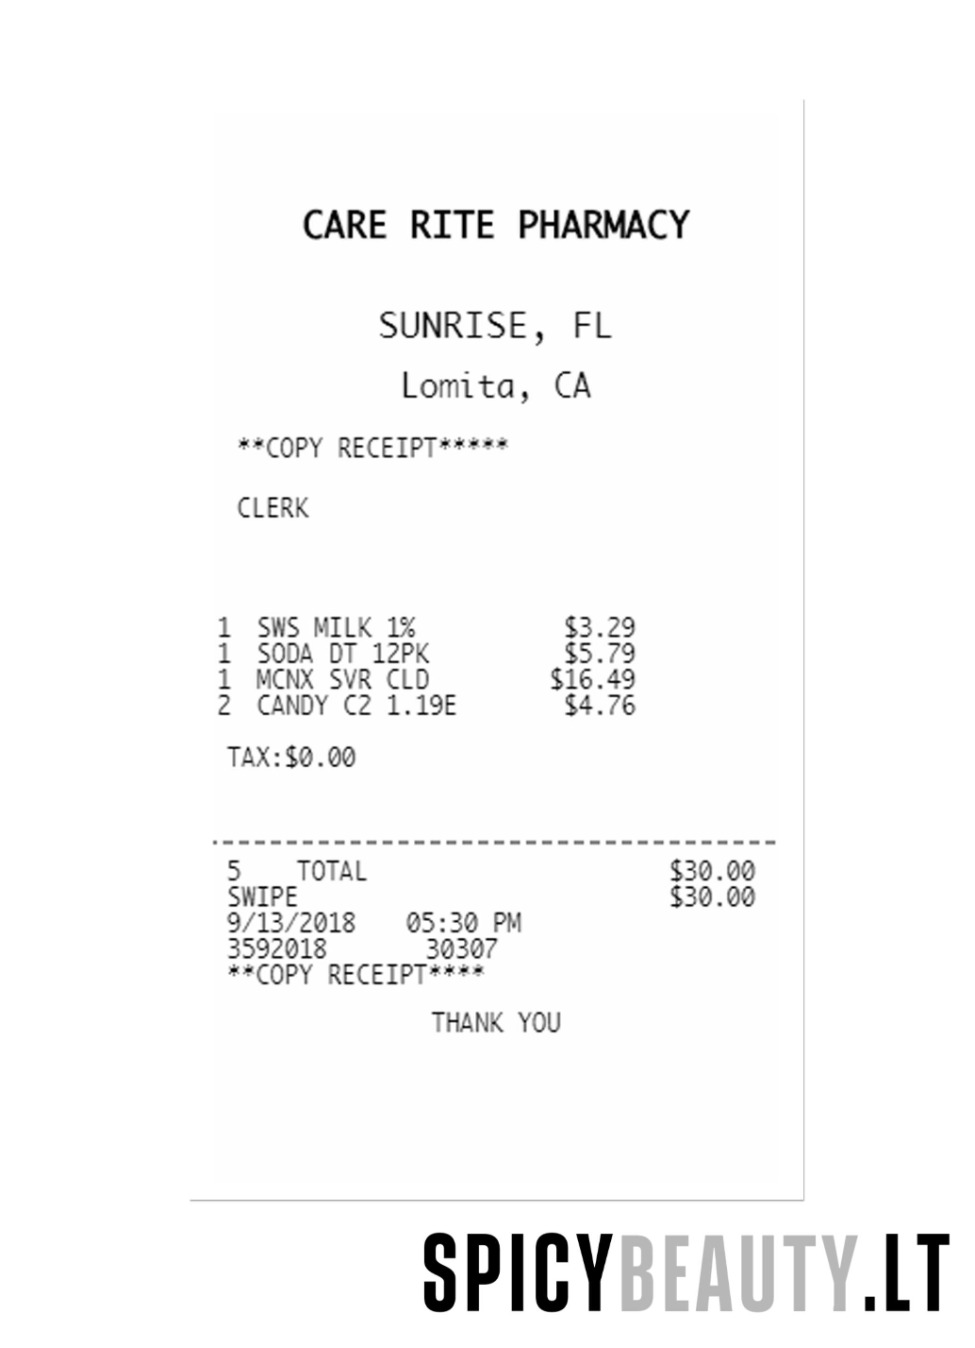 CARE RITE PHARMACY
SUNRISE, FL
Lomita, CA
**COPY RECEIPT*****
CLERK
1 SWS MILK 1% $3.29
1 SODA DT 12PK $5.79
1 MCNX SVR CLD $16.49
2 CANDY C2 1.19E $4.76
TAX:$0.00
5 TOTAL $30.00
SWIPE $30.00
9/13/2018 05:30 PM
3592018 30307
**COPY RECEIPT****
THANK YOU
SPICYBEAUTY.LT